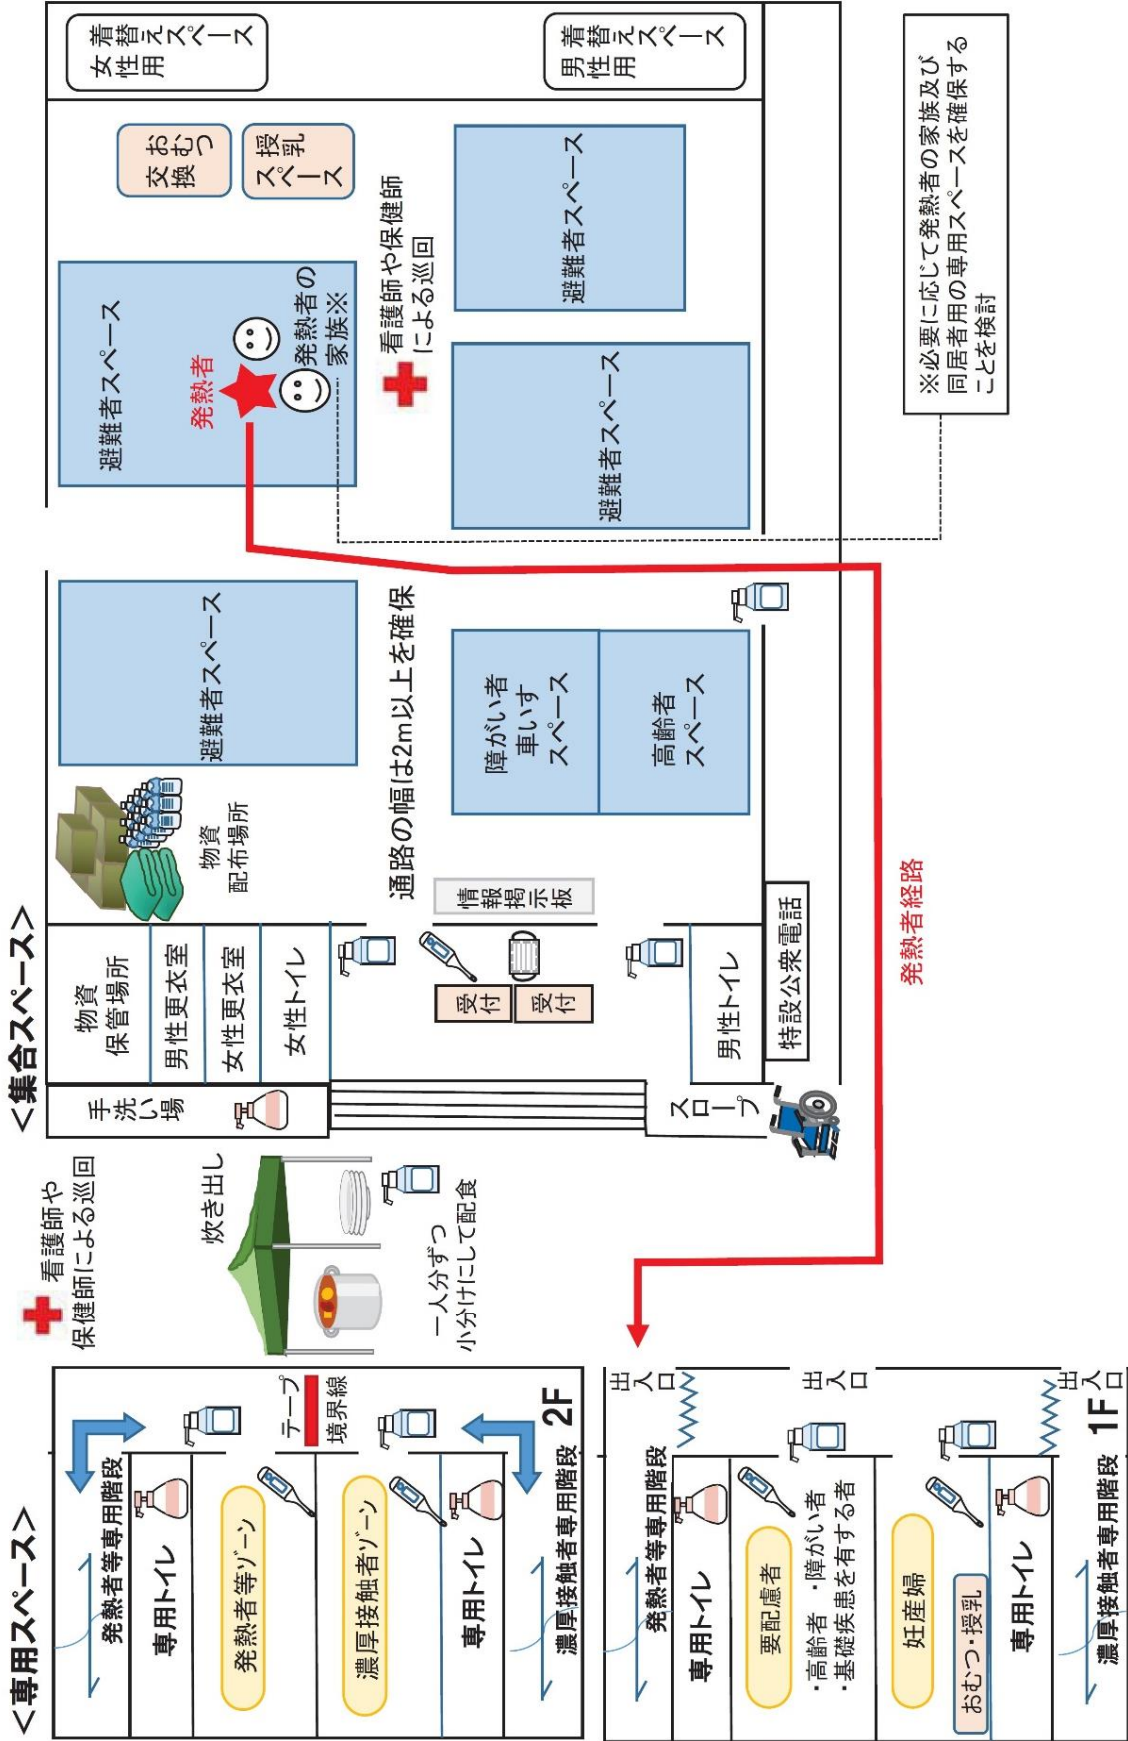 <専用スペース>
発熱者等専用階段
専用トイレ
発熱者等ゾーン
濃厚接触者ゾーン
専用トイレ
濃厚接触者専用階段
テープ
境界線
2F
発熱者等専用階段
専用トイレ
要配慮者
・高齢者 ・障がい者
・基礎疾患を有する者
妊産婦
おむつ・授乳
専用トイレ
濃厚接触者専用階段
出入口
出入口
出入口
1F
看護師や
保健師による巡回
炊き出し
一人分ずつ
小分けにして配食
<集合スペース>
手洗い場
スロープ
物資
保管場所
男性更衣室
女性更衣室
女性トイレ
受付
受付
男性トイレ
特設公衆電話
物資
配布場所
情報掲示板
通路の幅は2m以上を確保
避難者スペース
障がい者
車いす
スペース
高齢者
スペース
避難者スペース
発熱者
発熱者の
家族※
看護師や保健師
による巡回
避難者スペース
避難者スペース
おむつ
交換
授乳
スペース
女性用
着替え
スペース
男性用
着替え
スペース
発熱者経路
※必要に応じて発熱者の家族及び
同居者用の専用スペースを確保する
ことを検討